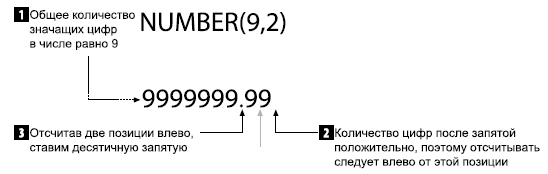 1 Общее количество
значащих цифр
в числе равно 9
NUMBER(9,2)
9999999.99
3 Отсчитав две позиции влево,
ставим десятичную запятую
2 Количество цифр после запятой
положительно, поэтому отсчитывать
следует влево от этой позиции